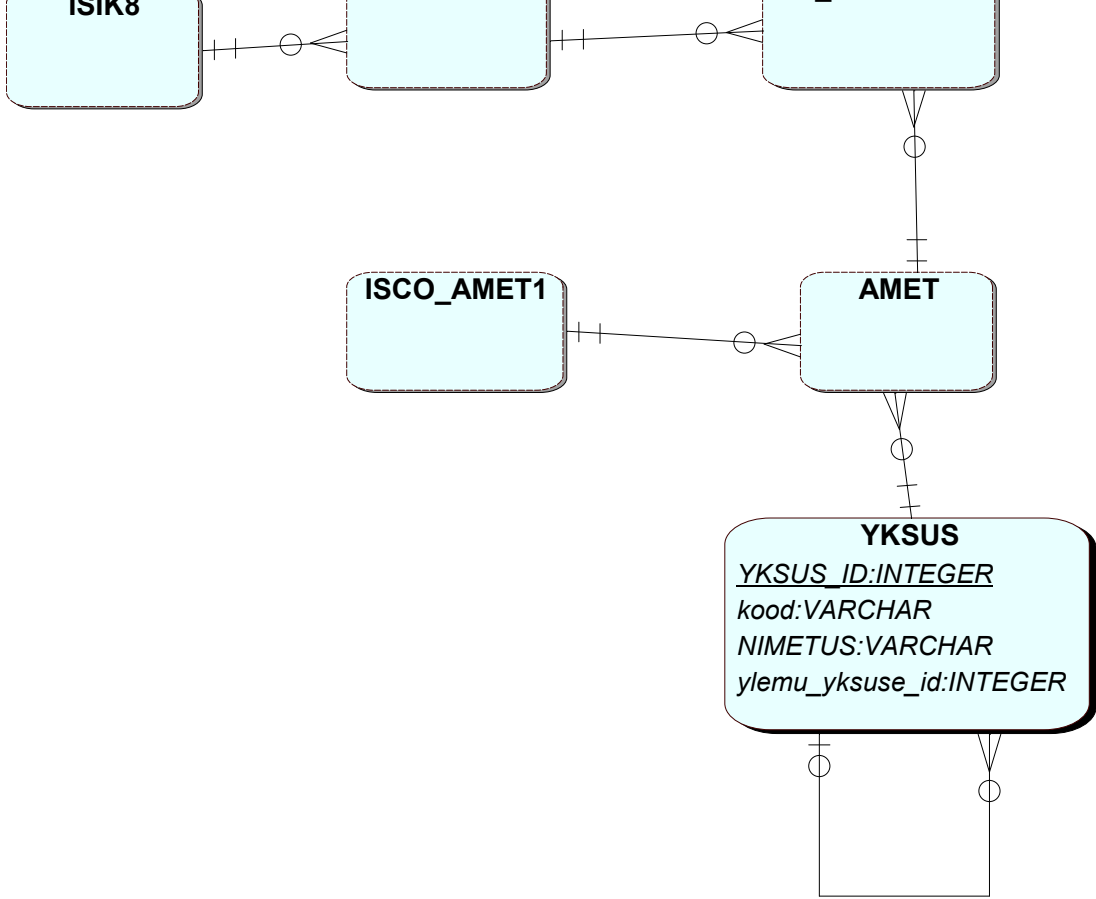 ISIK8
ISCO_AMET1
AMET
YKSUS
YKSUS_ID:INTEGER
kood:VARCHAR
NIMETUS:VARCHAR
ylemu_yksuse_id:INTEGER